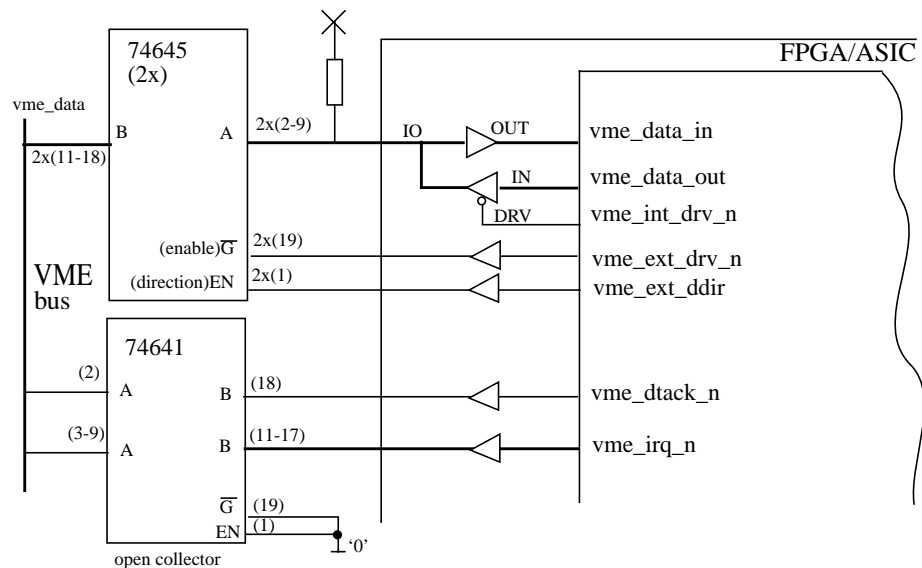 FPGA/ASIC
74645
(2x)
vme_data
B
A
2x(2-9)
IO
OUT
vme_data_in
2x(11-18)
IN
vme_data_out
DRV
vme_int_drv_n
(enable)G
2x(19)
vme_ext_drv_n
(direction)EN
2x(1)
vme_ext_ddir
VME
bus
74641
(2)
A
B
(18)
vme_dtack_n
(3-9)
A
B
(11-17)
vme_irq_n
G
(19)
EN
(1)
'0'
open collector